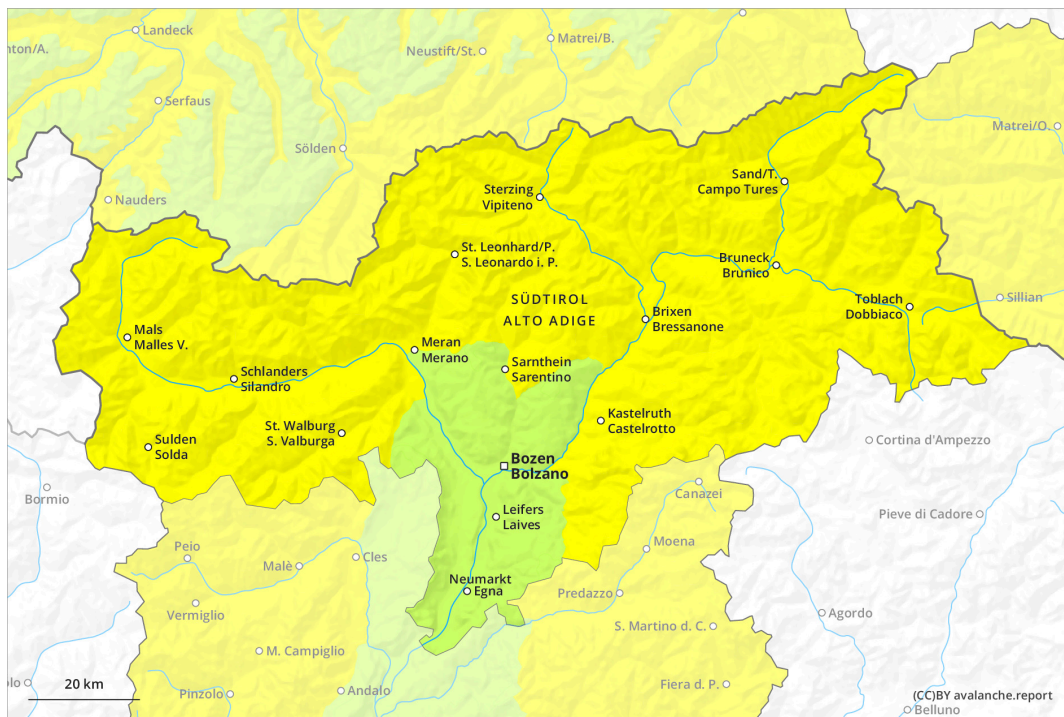 Landeck
nton/A.
Matrei/B.
Neustift/St.
Serfaus
Matrei/O.
Sölden
Sand/T.
Campo Tures
Sterzing
Vipiteno
Nauders
St. Leonhard/P.
S. Leonardo i. P.
Bruneck
Brunico
SÜDTIROL
ALTO ADIGE
Toblach
Dobbiaco
Sillian
Brixen
Bressanone
Mals
Malles V.
Meran
Merano
Sarnthein
Sarentino
Schlanders
Silandro
Kastelruth
Castelrotto
St. Walburg
S. Valburga
Sulden
Solda
Cortina d'Ampezzo
Bozen
Bolzano
Canazei
Bormio
Leifers
Laives
Pieve di Cadore
Moena
Peio
Cles
Malè
Neumarkt
Egna
Predazzo
Vermiglio
Agordo
S. Martino d. C.
M. Campiglio
olo
20 km
Pinzolo
Andalo
Fiera d. P.
(CC)BY avalanche.report
Belluno